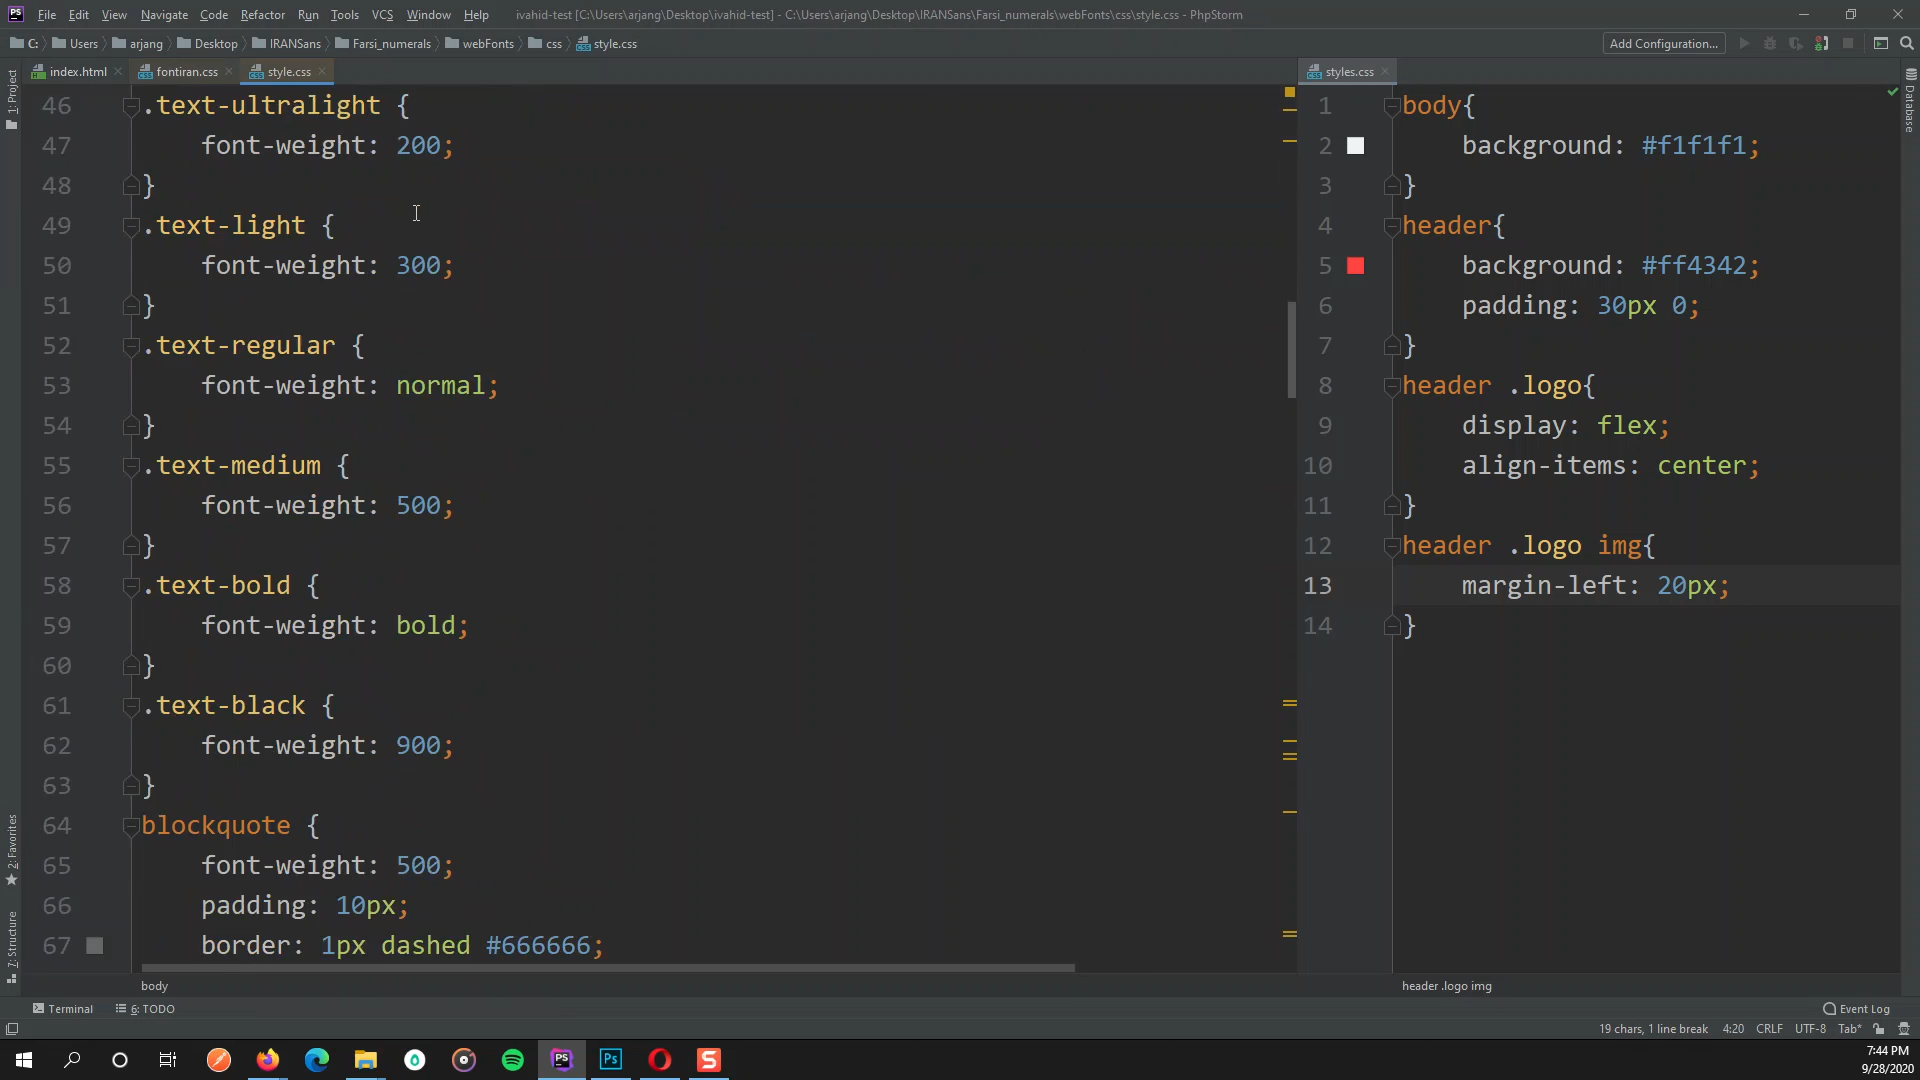 File Edit View Navigate Code Refactor Run Tools VCS Window Help ivahid-test [C:\Users\arjang\Desktop\ivahid-test] - C:\Users\arjang\Desktop\IRANSans\Farsi_numerals\webFonts\css\style.css - PhpStorm
C: Users arjang Desktop IRANSans Farsi_numerals webFonts css style.css Add Configuration...
index.html fontiran.css style.css
1: Project
46 .text-ultralight {
47 font-weight: 200;
48 }
49 .text-light {
50 font-weight: 300;
51 }
52 .text-regular {
53 font-weight: normal;
54 }
55 .text-medium {
56 font-weight: 500;
57 }
58 .text-bold {
59 font-weight: bold;
60 }
61 .text-black {
62 font-weight: 900;
63 }
64 blockquote {
65 font-weight: 500;
66 padding: 10px;
67 border: 1px dashed #666666;
body
2: Favorites
7: Structure
styles.css
1 body{
2 background: #f1f1f1;
3 }
4 header{
5 background: #ff4342;
6 padding: 30px 0;
7 }
8 header .logo{
9 display: flex;
10 align-items: center;
11 }
12 header .logo img{
13 margin-left: 20px;
14 }
header .logo img
Database
Terminal 6: TODO Event Log
19 chars, 1 line break 4:20 CRLF UTF-8 Tab*
PS Ps S
7:44 PM
9/28/2020